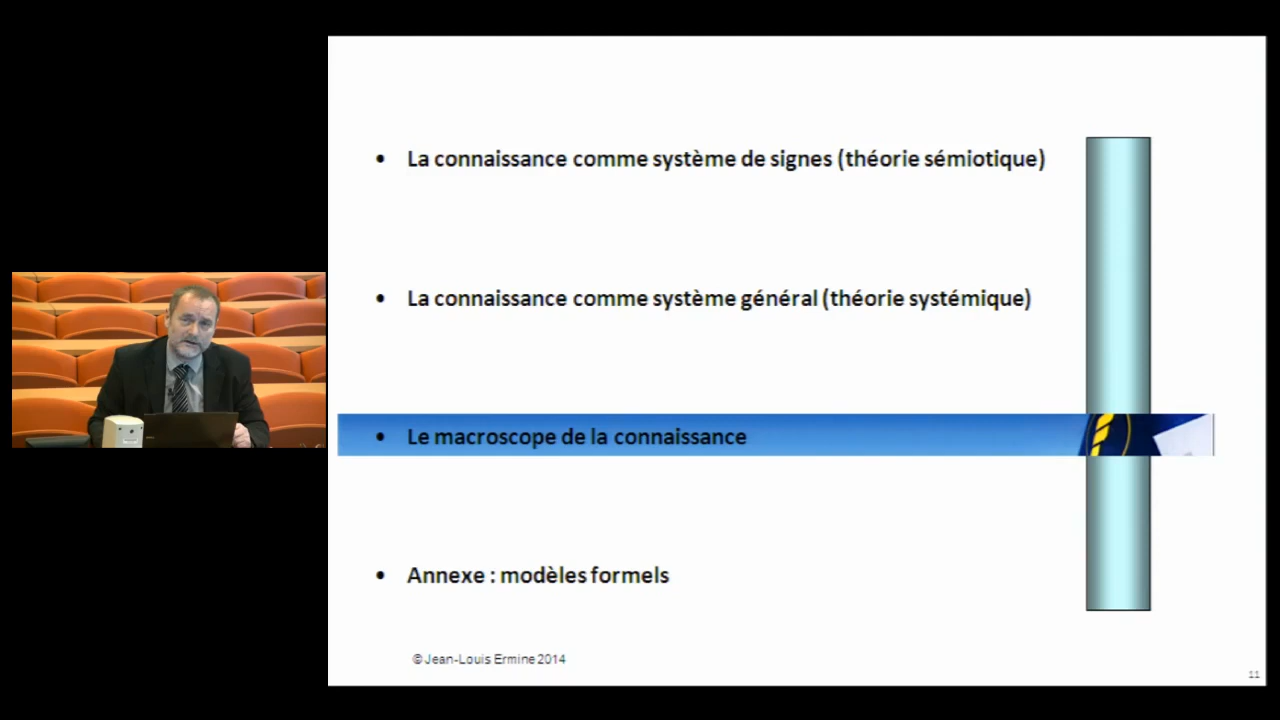 • La connaissance comme système de signes (théorie sémiotique)
• La connaissance comme système général (théorie systémique)
• Le macroscope de la connaissance
• Annexe : modèles formels
© Jean-Louis Ermine 2014
11